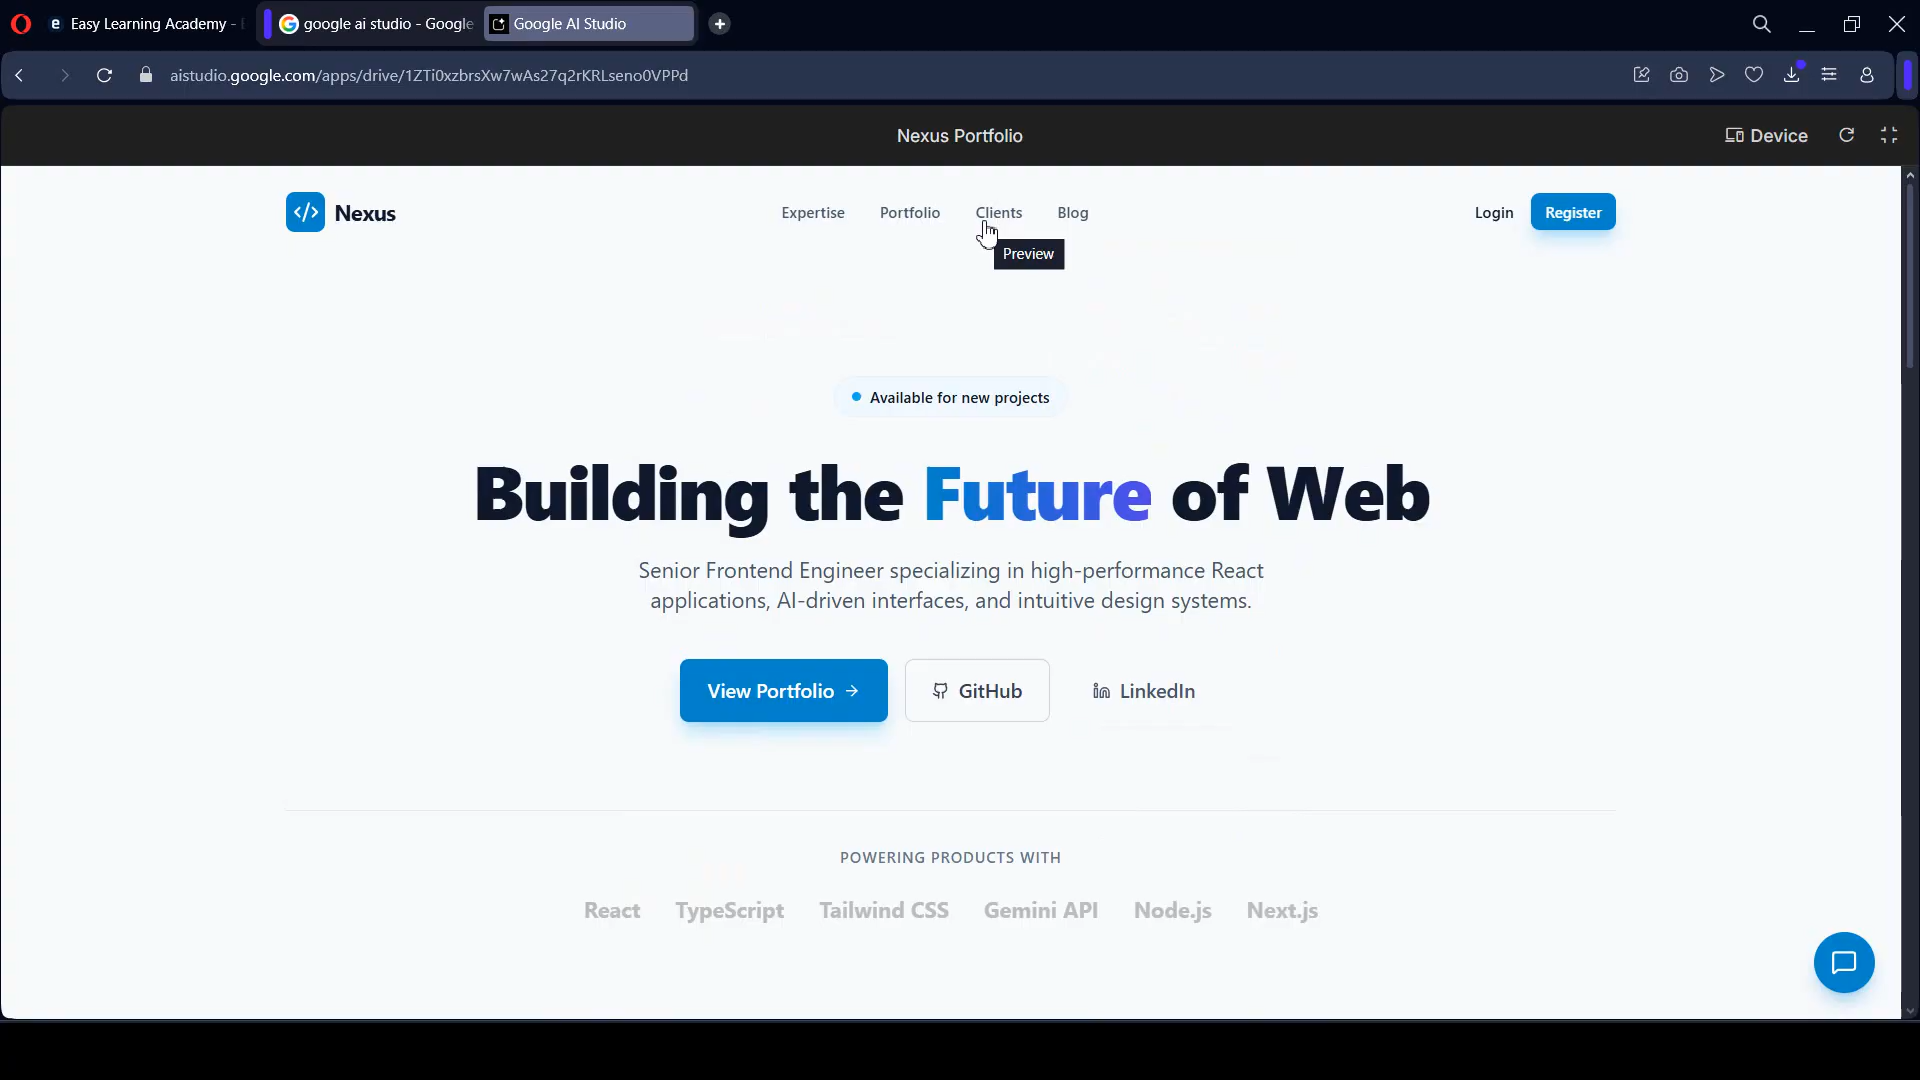 Easy Learning Academy -
google ai studio - Google
Google AI Studio
aistudio.google.com/apps/drive/1ZTi0xzbrsXw7wAs27q2rKRLseno0VPPd
Nexus Portfolio
Device
</> Nexus
Expertise
Portfolio
Clients
Blog
Login
Register
Preview
Available for new projects
Building the Future of Web
Senior Frontend Engineer specializing in high-performance React
applications, AI-driven interfaces, and intuitive design systems.
View Portfolio →
GitHub
LinkedIn
POWERING PRODUCTS WITH
React
TypeScript
Tailwind CSS
Gemini API
Node.js
Next.js